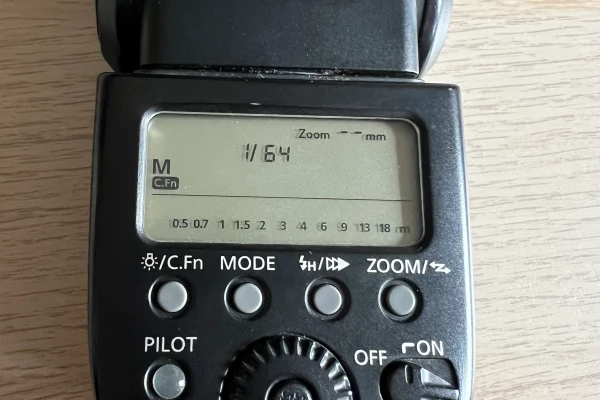 Zoom -- mm
1/64
M
C.Fn
0.5 0.7 1 1.5 2 3 4 6 9 13 18 m
/C.Fn MODE H/ ZOOM/
PILOT
OFF ON